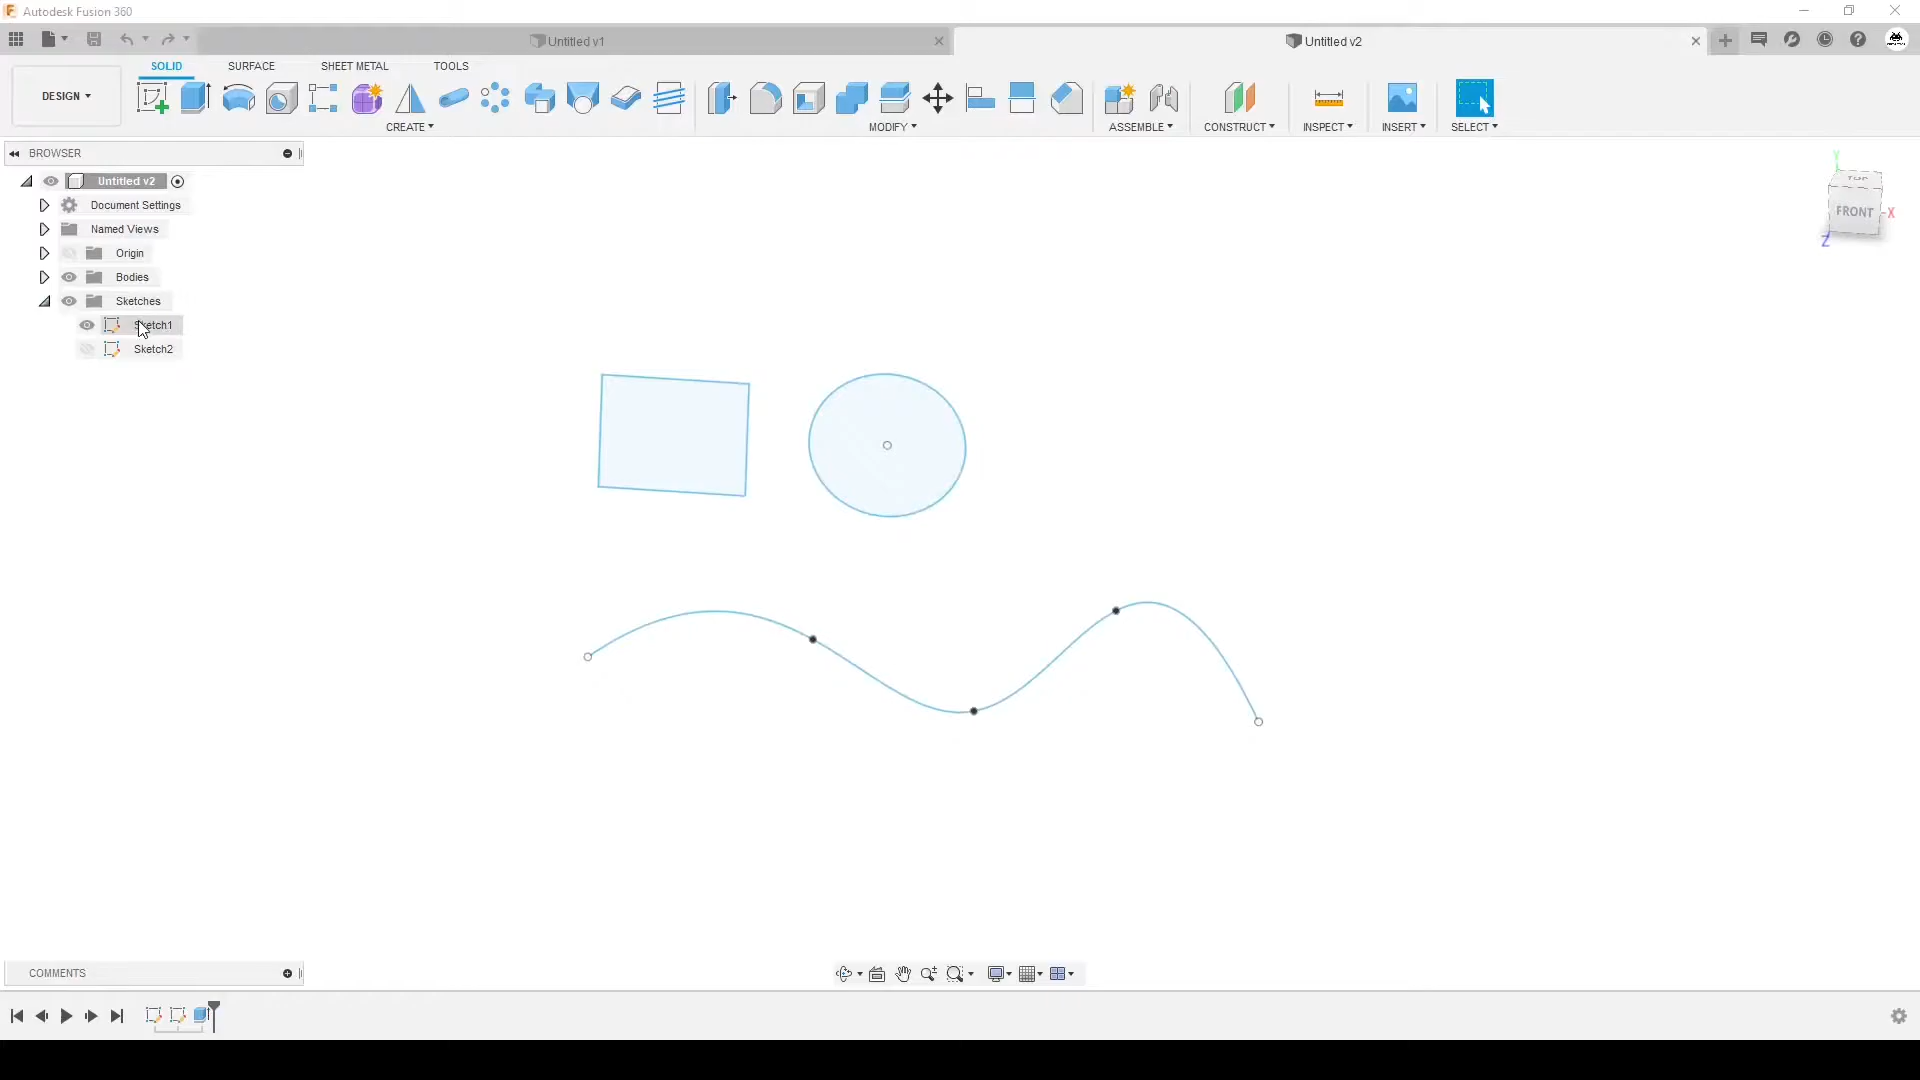 Autodesk Fusion 360
Untitled v1
Untitled v2
DESIGN
SOLID
SURFACE
SHEET METAL
TOOLS
CREATE
MODIFY
ASSEMBLE
CONSTRUCT
INSPECT
INSERT
SELECT
BROWSER
Untitled v2
Document Settings
Named Views
Origin
Bodies
Sketches
Sketch1
Sketch2
Y
TOP
FRONT
X
Z
COMMENTS